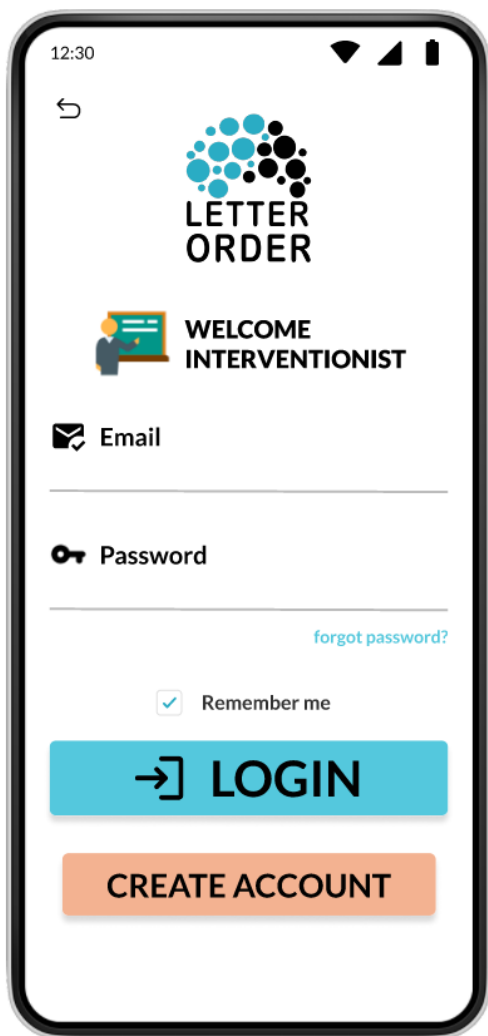 12:30
LETTER
ORDER
WELCOME
INTERVENTIONIST
Email
Password
forgot password?
Remember me
LOGIN
CREATE ACCOUNT